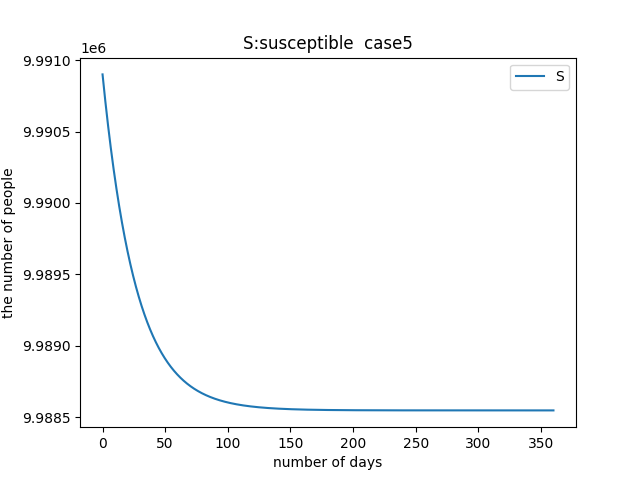 S:susceptible  case5
1e6
S
9.9910
9.9905
9.9900
9.9895
9.9890
9.9885
the number of people
0 50 100 150 200 250 300 350
number of days